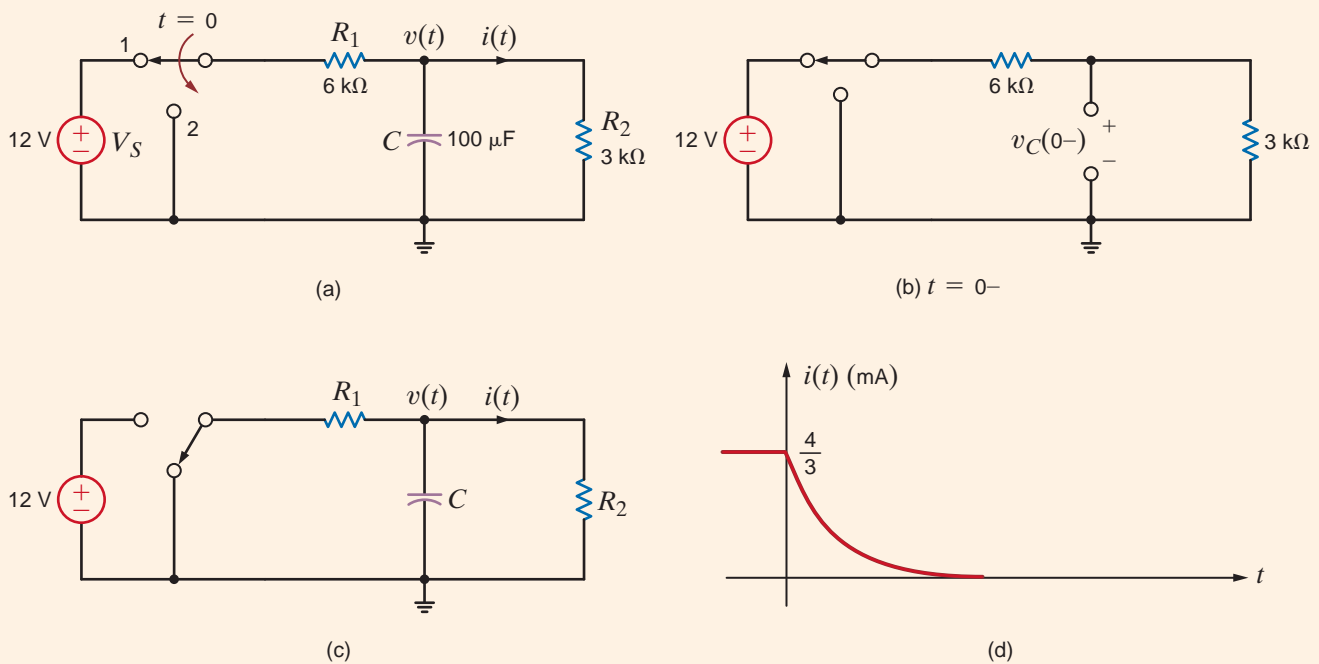 t = 0
1
R1
6 kΩ
v(t)
i(t)
12 V
+
−
VS
2
C
100 μF
R2
3 kΩ
(a)
6 kΩ
12 V
+
−
vC(0−)
+
−
3 kΩ
(b) t = 0−
R1
v(t)
i(t)
12 V
+
−
C
R2
(c)
i(t) (mA)
4
3
t
(d)